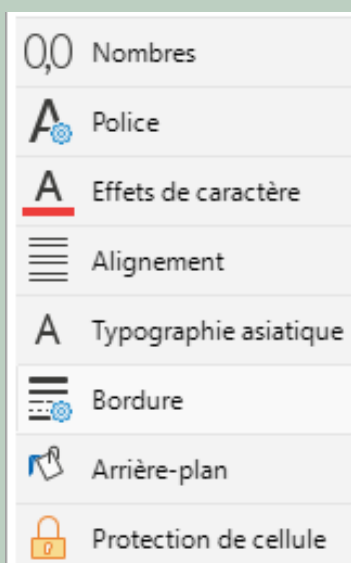 0,0 Nombres
Police
Effets de caractère
Alignement
Typographie asiatique
Bordure
Arrière-plan
Protection de cellule